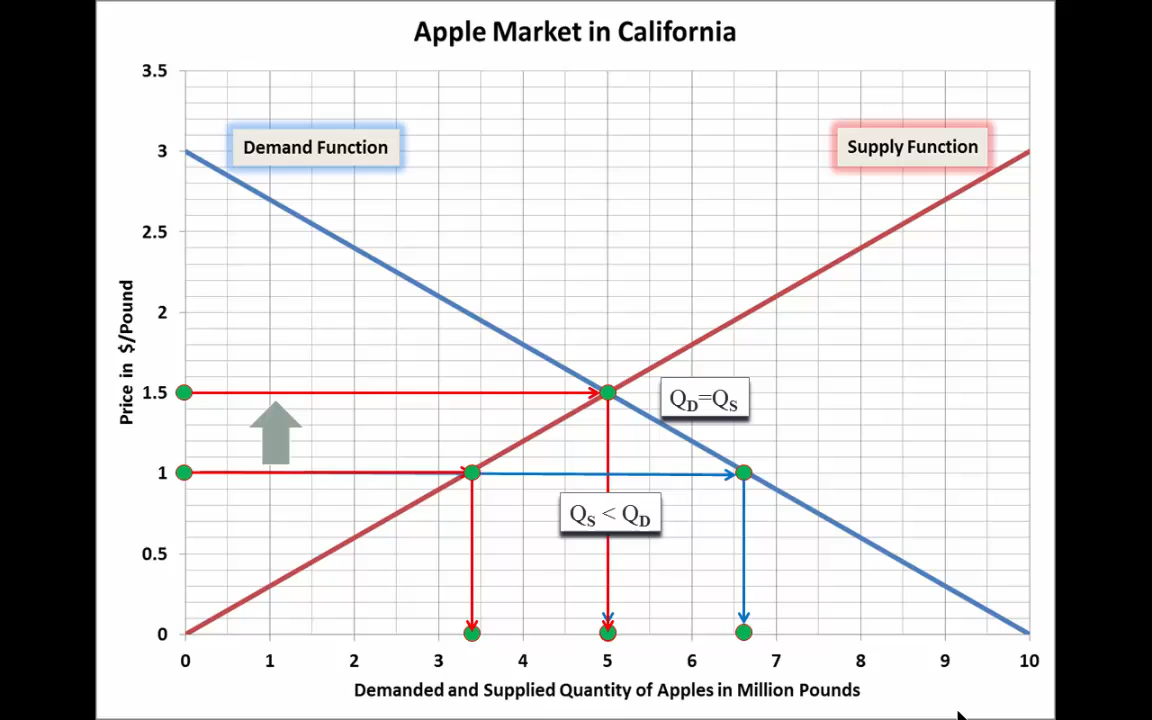 Apple Market in California
3.5
Demand Function
Supply Function
3
2.5
2
Price in $/Pound
1.5
Q_D=Q_S
1
Q_S < Q_D
0.5
0
0 1 2 3 4 5 6 7 8 9 10
Demanded and Supplied Quantity of Apples in Million Pounds